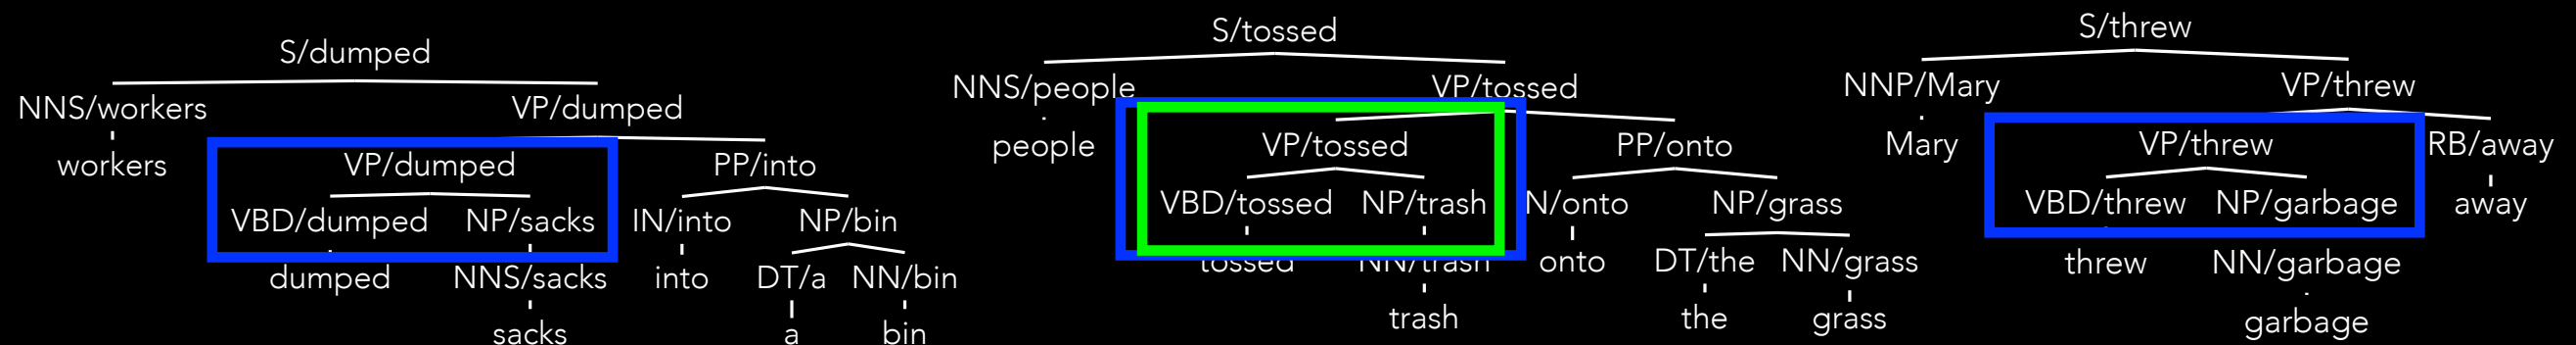 S/dumped
NNS/workers VP/dumped
workers VP/dumped PP/into
VBD/dumped NP/sacks IN/into NP/bin
dumped NNS/sacks into DT/a NN/bin
sacks a bin
S/tossed
NNS/people VP/tossed
people VP/tossed PP/onto
VBD/tossed NP/trash N/onto NP/grass
tossed NN/trash onto DT/the NN/grass
trash the grass
S/threw
NNP/Mary VP/threw
Mary VP/threw RB/away
VBD/threw NP/garbage away
threw NN/garbage
garbage